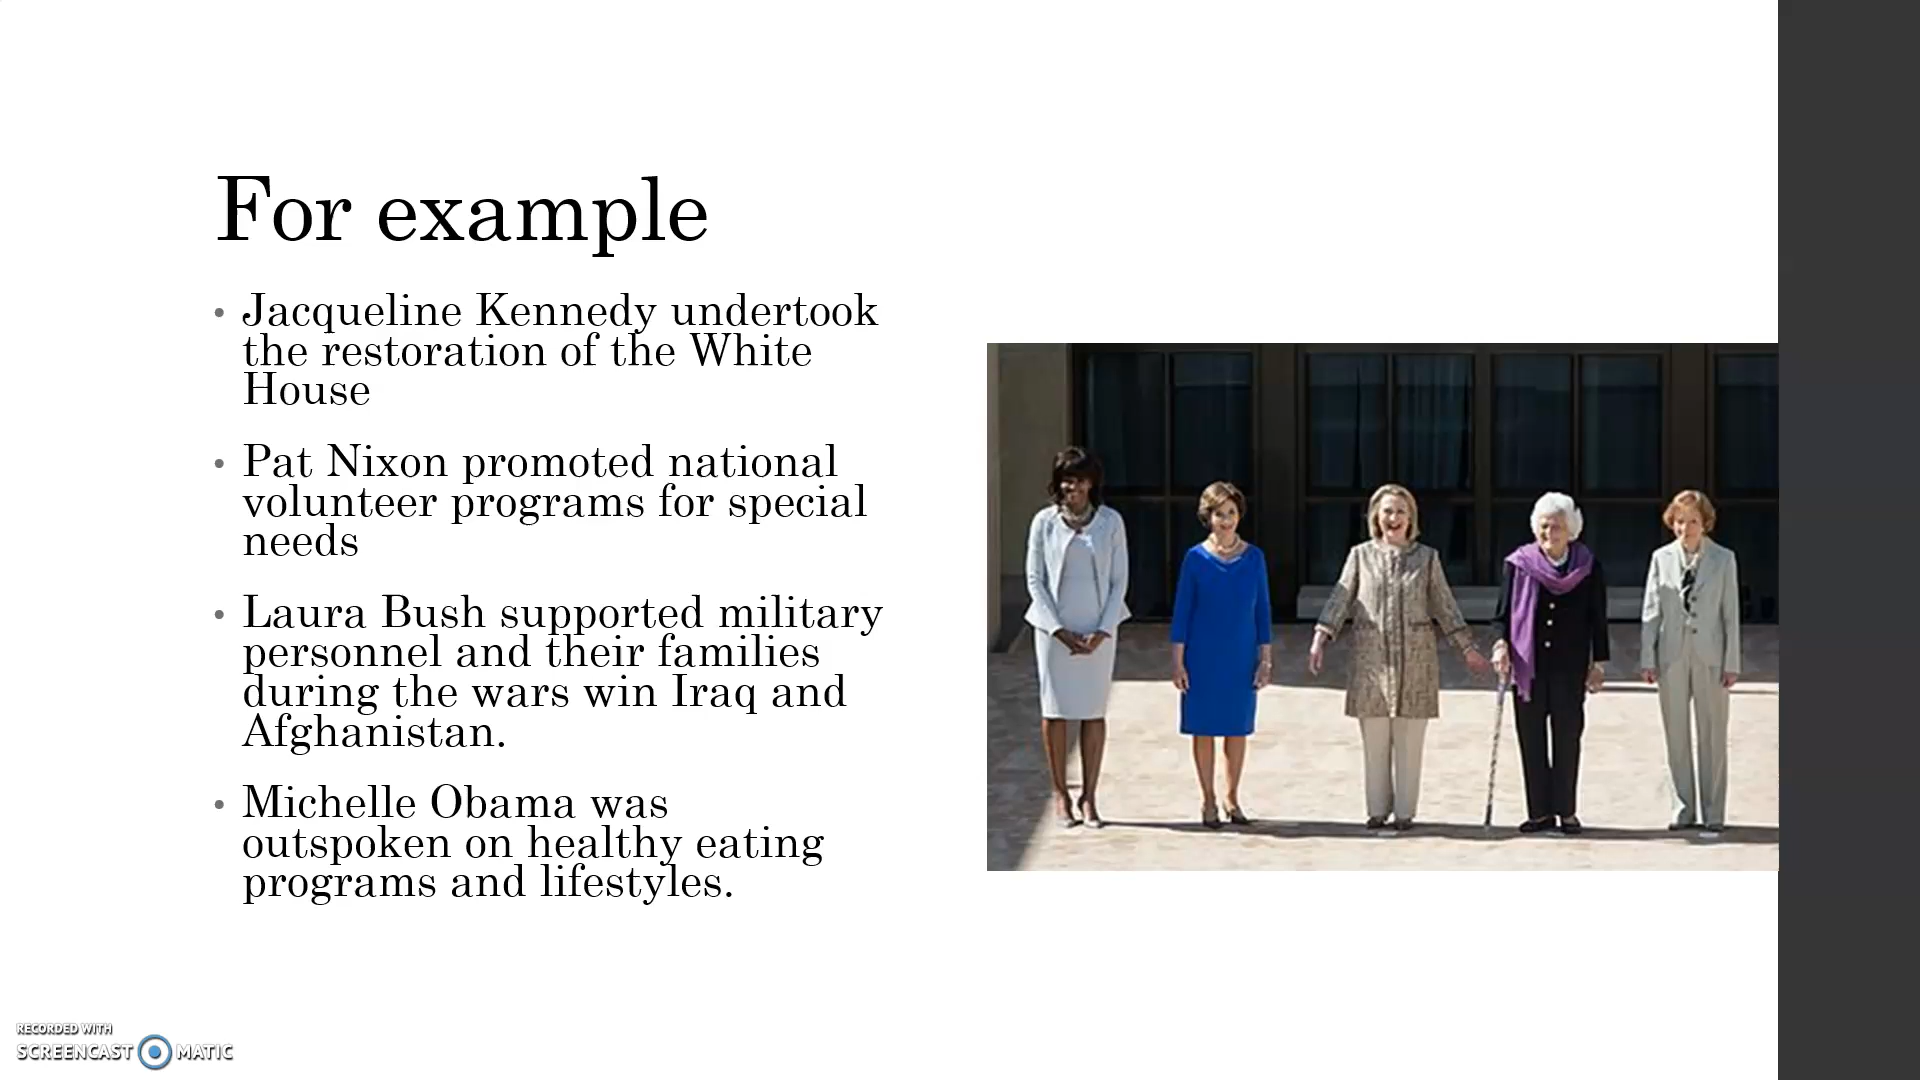 For example
• Jacqueline Kennedy undertook
the restoration of the White
House
• Pat Nixon promoted national
volunteer programs for special
needs
• Laura Bush supported military
personnel and their families
during the wars win Iraq and
Afghanistan.
• Michelle Obama was
outspoken on healthy eating
programs and lifestyles.
RECORDED WITH
SCREENCAST MATIC